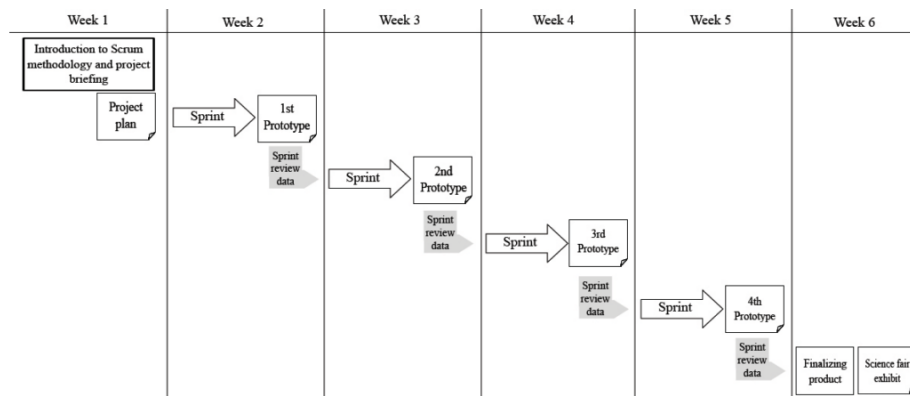 Week 1
Week 2
Week 3
Week 4
Week 5
Week 6
Introduction to Scrum
methodology and project
briefing
Project
plan
Sprint
1st
Prototype
Sprint
review
data
Sprint
2nd
Prototype
Sprint
review
data
Sprint
3rd
Prototype
Sprint
review
data
Sprint
4th
Prototype
Sprint
review
data
Finalizing
product
Science fair
exhibit